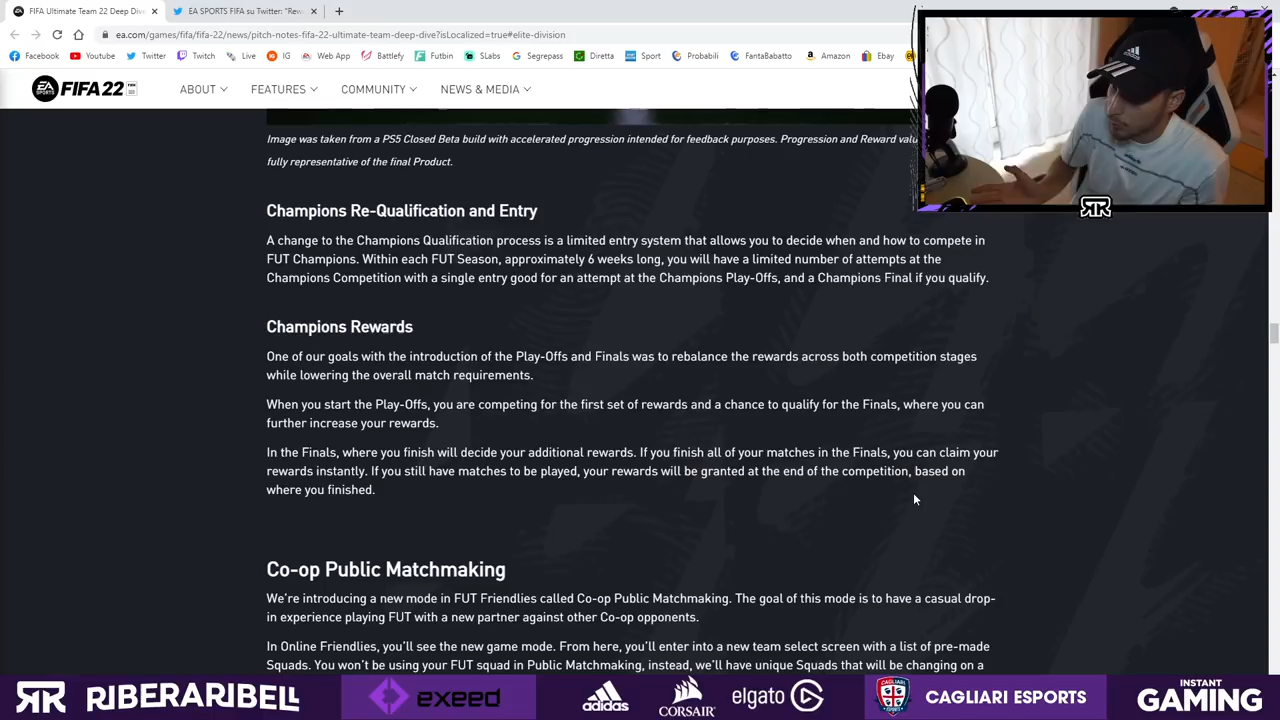 FIFA Ultimate Team 22 Deep Dive
EA SPORTS FIFA su Twitter: "Rew
ea.com/games/fifa/fifa-22/news/pitch-notes-fifa-22-ultimate-team-deep-dive?isLocalized=true#elite-division
Facebook YouTube Twitter Twitch Live IG Web App Battlefy Futbin SLabs Segrepass Diretta Sport Probabili FantaBabatto Amazon Ebay
EA SPORTS FIFA 22 ABOUT FEATURES COMMUNITY NEWS & MEDIA
Image was taken from a PS5 Closed Beta build with accelerated progression intended for feedback purposes. Progression and Reward valu
fully representative of the final Product.
Champions Re-Qualification and Entry
A change to the Champions Qualification process is a limited entry system that allows you to decide when and how to compete in
FUT Champions. Within each FUT Season, approximately 6 weeks long, you will have a limited number of attempts at the
Champions Competition with a single entry good for an attempt at the Champions Play-Offs, and a Champions Final if you qualify.
Champions Rewards
One of our goals with the introduction of the Play-Offs and Finals was to rebalance the rewards across both competition stages
while lowering the overall match requirements.
When you start the Play-Offs, you are competing for the first set of rewards and a chance to qualify for the Finals, where you can
further increase your rewards.
In the Finals, where you finish will decide your additional rewards. If you finish all of your matches in the Finals, you can claim your
rewards instantly. If you still have matches to be played, your rewards will be granted at the end of the competition, based on
where you finished.
Co-op Public Matchmaking
We're introducing a new mode in FUT Friendlies called Co-op Public Matchmaking. The goal of this mode is to have a casual drop-
in experience playing FUT with a new partner against other Co-op opponents.
In Online Friendlies, you'll see the new game mode. From here, you'll enter into a new team select screen with a list of pre-made
Squads. You won't be using your FUT squad in Public Matchmaking, instead, we'll have unique Squads that will be changing on a
RIBERARIBELL exeed adidas CORSAIR elgato CAGLIARI ESPORTS INSTANT
GAMING